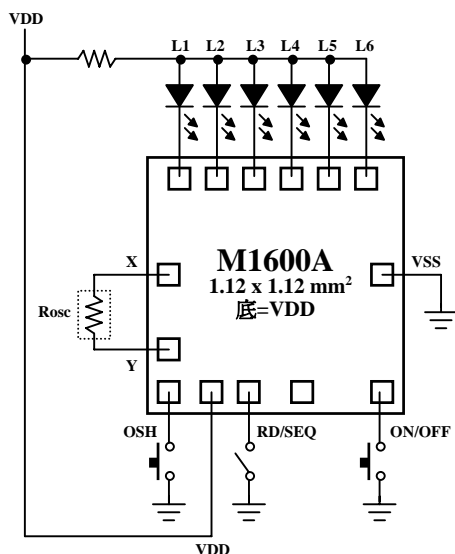 VDD
L1 L2 L3 L4 L5 L6
M1600A
1.12 x 1.12 mm²
底=VDD
X
VSS
Rosc
Y
OSH
RD/SEQ
ON/OFF
VDD